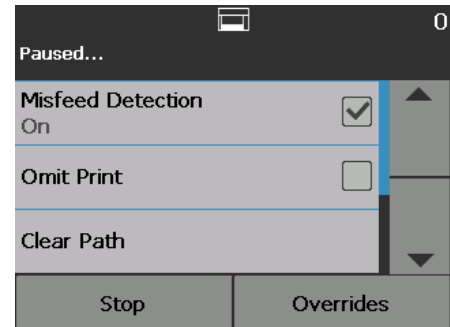 0
Paused...
Misfeed Detection
On
Omit Print
Clear Path
Stop
Overrides